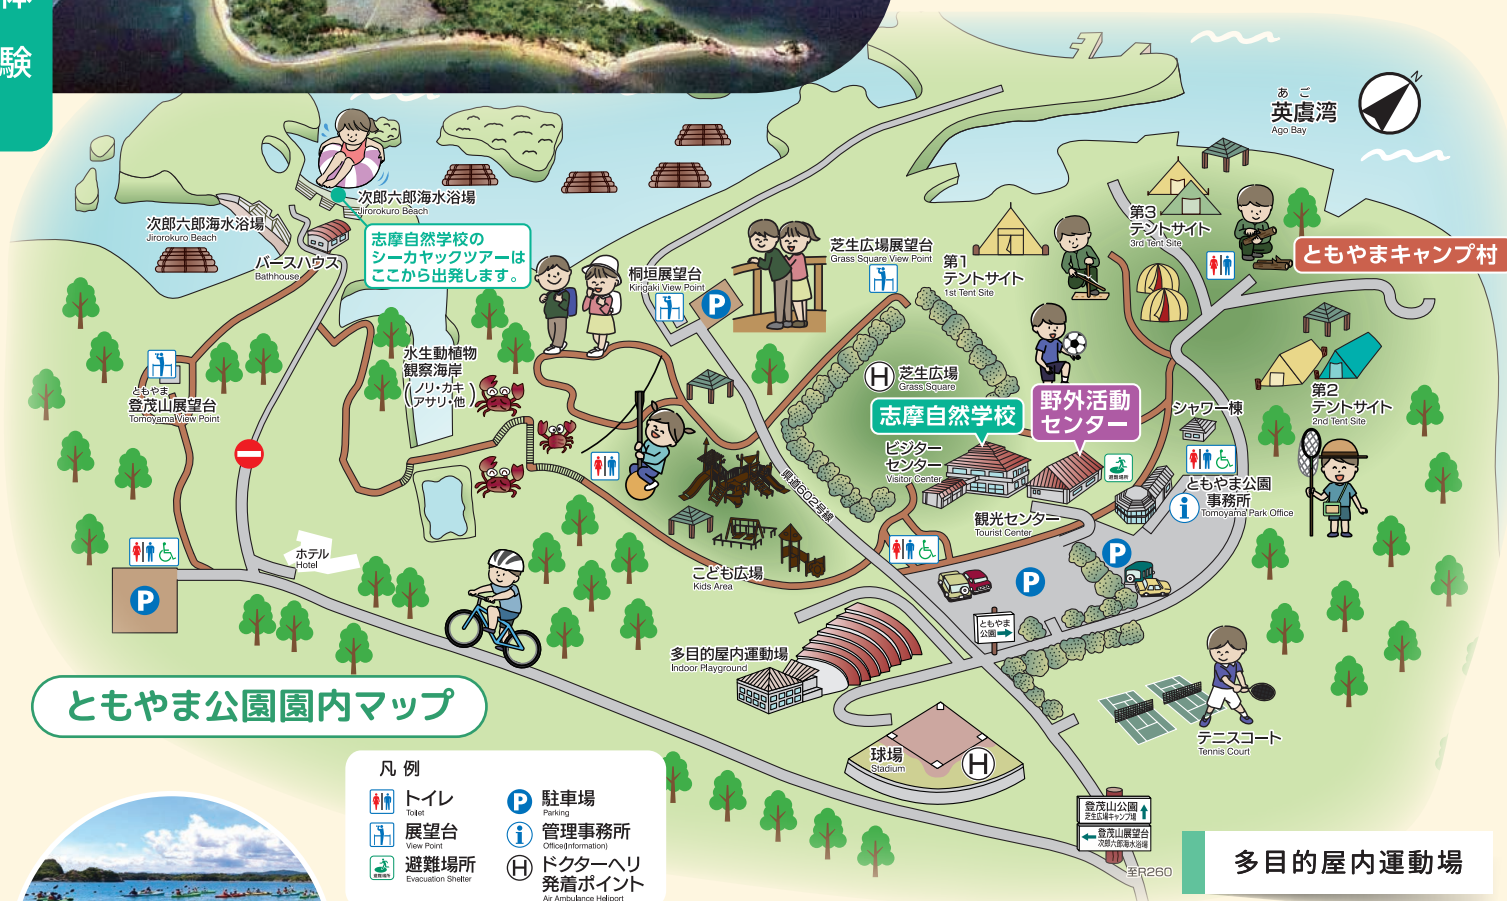 体
験
N
あご
英虞湾
Ago Bay
次郎六郎海水浴場
Jirorokuro Beach
次郎六郎海水浴場
Jirorokuro Beach
バースハウス
Bathhouse
志摩自然学校の
シーカヤックツアーは
ここから出発します。
桐垣展望台
Kirigaki View Point
P
芝生広場展望台
Grass Square View Point
第1
テントサイト
1st Tent Site
第3
テントサイト
3rd Tent Site
ともやまキャンプ村
水生動植物
観察海岸
(ノリ・カキ
アサリ・他)
ともやま
登茂山展望台
Tomoyama View Point
H
芝生広場
Grass Square
志摩自然学校
野外活動
センター
シャワー棟
第2
テントサイト
2nd Tent Site
ビジター
センター
Visitor Center
避難場所
県道602号線
観光センター
Tourist Center
ともやま公園
事務所
Tomoyama Park Office
ホテル
Hotel
P
こども広場
Kids Area
P
P
ともやま
公園
多目的屋内運動場
Indoor Playground
球場
Stadium
H
テニスコート
Tennis Court
ともやま公園園内マップ
凡例
トイレ
Toilet
展望台
View Point
避難場所
避難場所
Evacuation Shelter
P
駐車場
Parking
管理事務所
Office(Information)
H
ドクターヘリ
発着ポイント
Air Ambulance Heliport
登茂山公園
芝生広場キャンプ場
登茂山展望台
次郎六郎海水浴場
至R260
多目的屋内運動場